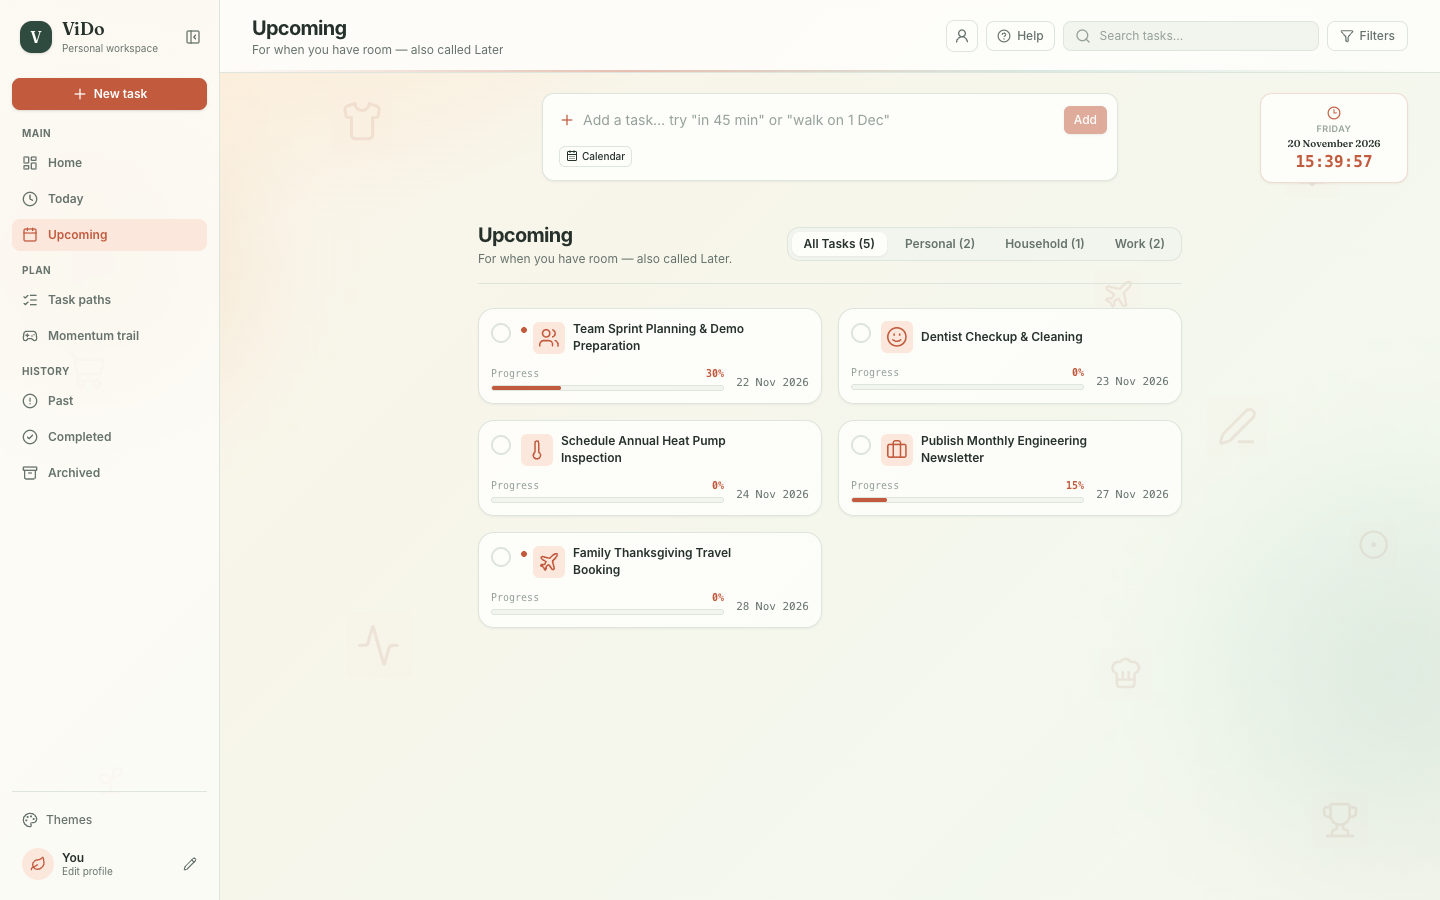 V
ViDo
Personal workspace
New task
MAIN
Home
Today
Upcoming
PLAN
Task paths
Momentum trail
HISTORY
Past
Completed
Archived
Themes
You
Edit profile
Upcoming
For when you have room — also called Later
Help
Search tasks...
Filters
Add a task... try "in 45 min" or "walk on 1 Dec"
Add
Calendar
FRIDAY
20 November 2026
15:39:57
Upcoming
For when you have room — also called Later.
All Tasks (5)
Personal (2)
Household (1)
Work (2)
Team Sprint Planning & Demo
Preparation
Progress
30%
22 Nov 2026
Dentist Checkup & Cleaning
Progress
0%
23 Nov 2026
Schedule Annual Heat Pump
Inspection
Progress
0%
24 Nov 2026
Publish Monthly Engineering
Newsletter
Progress
15%
27 Nov 2026
Family Thanksgiving Travel
Booking
Progress
0%
28 Nov 2026